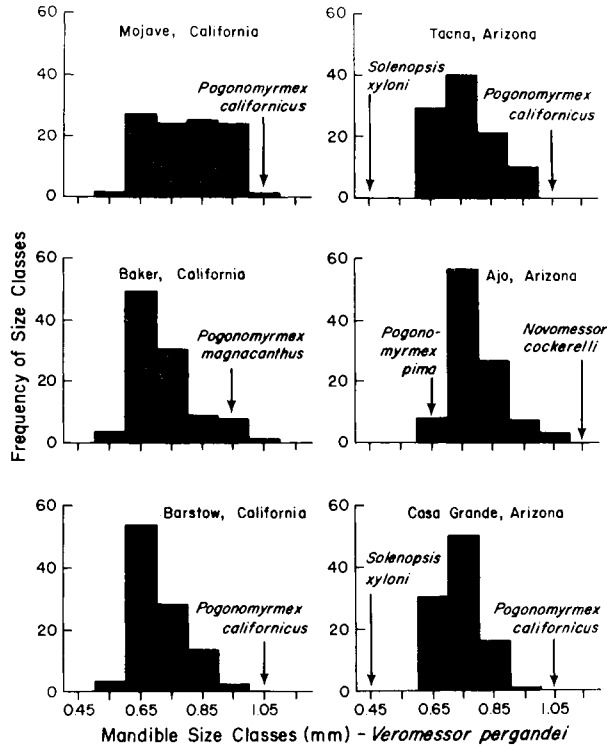 Mojave, California
60
40
20
0
Pogonomyrmex
californicus
Tacna, Arizona
60
40
20
0
Solenopsis
xyloni
Pogonomyrmex
californicus
Baker, California
60
40
20
0
Pogonomyrmex
magnacanthus
Ajo, Arizona
60
40
20
0
Pogono-
myrmex
pima
Novomessor
cockerelli
Barstow, California
60
40
20
0
Pogonomyrmex
californicus
Casa Grande, Arizona
60
40
20
0
Solenopsis
xyloni
Pogonomyrmex
californicus
Frequency of Size Classes
0.45 0.65 0.85 1.05
0.45 0.65 0.85 1.05
Mandible Size Classes (mm) - Veromessor pergandei